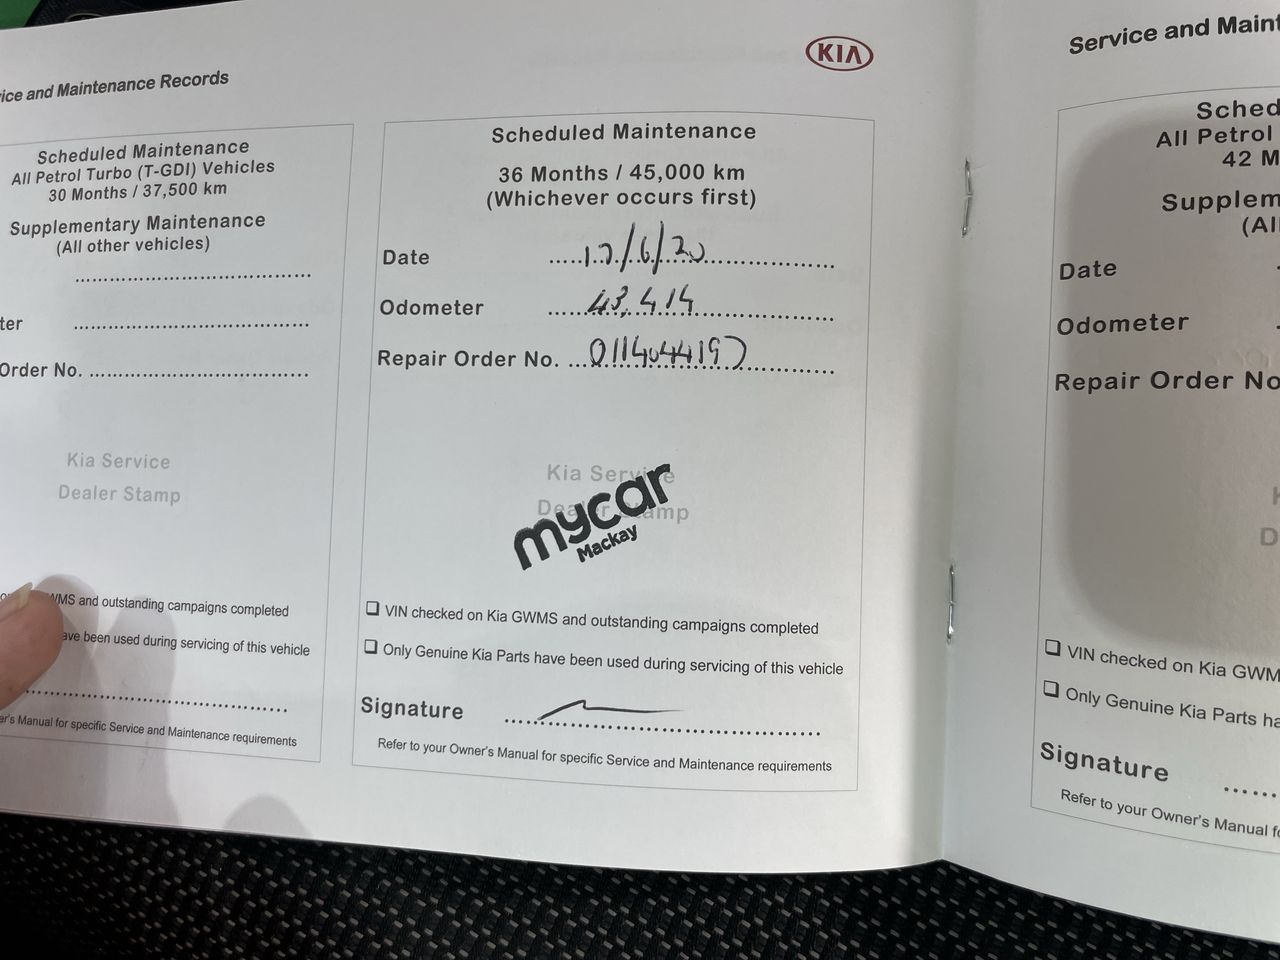 ice and Maintenance Records
Scheduled Maintenance
All Petrol Turbo (T-GDI) Vehicles
30 Months / 37,500 km
Supplementary Maintenance
(All other vehicles)
ter
Order No.
Kia Service
Dealer Stamp
WMS and outstanding campaigns completed
ave been used during servicing of this vehicle
er's Manual for specific Service and Maintenance requirements
KIA
Scheduled Maintenance
36 Months / 45,000 km
(Whichever occurs first)
Date 17/6/20
Odometer 43,414
Repair Order No. 0114044197
Kia Service
Dealer Stamp
mycar
Mackay
VIN checked on Kia GWMS and outstanding campaigns completed
Only Genuine Kia Parts have been used during servicing of this vehicle
Signature
Refer to your Owner's Manual for specific Service and Maintenance requirements
Service and Maint
Sched
All Petrol
42 M
Supplem
(Al
Date
Odometer
Repair Order No
D
VIN checked on Kia GWM
Only Genuine Kia Parts ha
Signature
Refer to your Owner's Manual fo